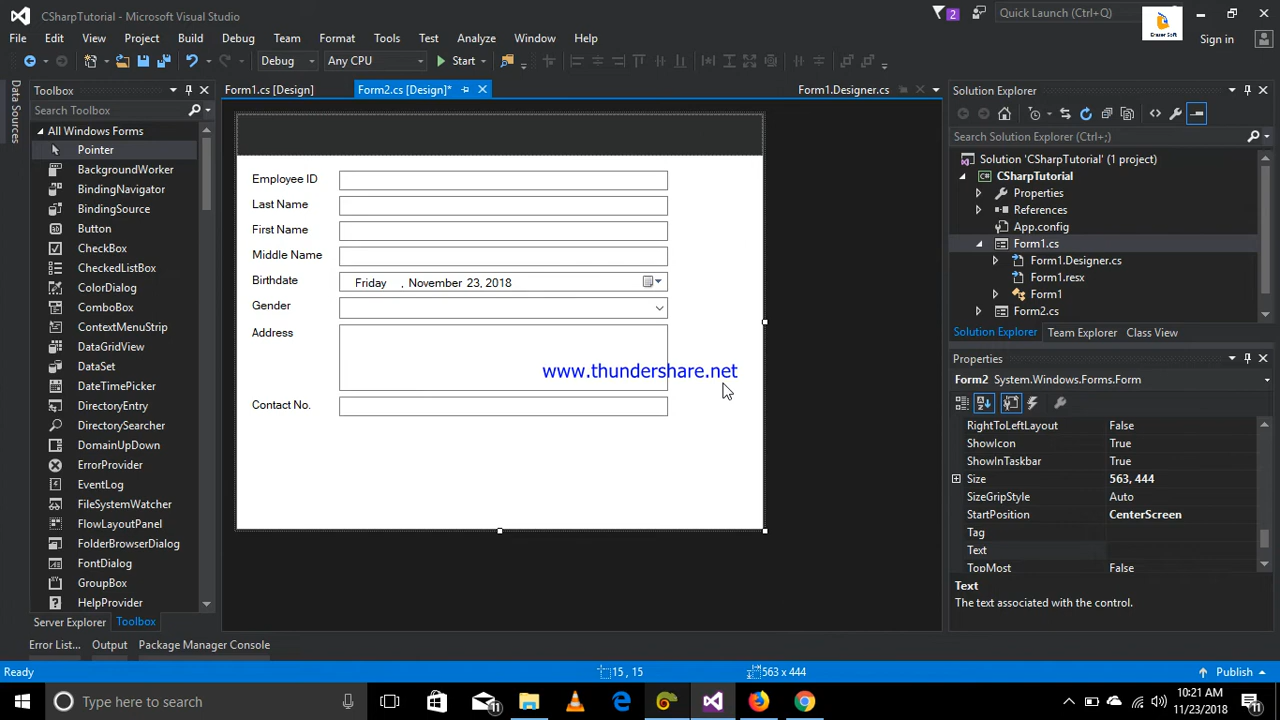 CSharpTutorial - Microsoft Visual Studio
2
Quick Launch (Ctrl+Q)
Eraser Soft
File Edit View Project Build Debug Team Format Tools Test Analyze Window Help
Sign in
Debug Any CPU Start
Data Sources
Toolbox
Search Toolbox
All Windows Forms
Pointer
BackgroundWorker
BindingNavigator
BindingSource
Button
CheckBox
CheckedListBox
ColorDialog
ComboBox
ContextMenuStrip
DataGridView
DataSet
DateTimePicker
DirectoryEntry
DirectorySearcher
DomainUpDown
ErrorProvider
EventLog
FileSystemWatcher
FlowLayoutPanel
FolderBrowserDialog
FontDialog
GroupBox
HelpProvider
Server Explorer Toolbox
Form1.cs [Design] Form2.cs [Design]* Form1.Designer.cs
Employee ID
Last Name
First Name
Middle Name
Birthdate Friday , November 23, 2018
Gender
Address
www.thundershare.net
Contact No.
Solution Explorer
Search Solution Explorer (Ctrl+;)
Solution 'CSharpTutorial' (1 project)
CSharpTutorial
Properties
References
App.config
Form1.cs
Form1.Designer.cs
Form1.resx
Form1
Form2.cs
Solution Explorer Team Explorer Class View
Properties
Form2 System.Windows.Forms.Form
RightToLeftLayout False
ShowIcon True
ShowInTaskbar True
Size 563, 444
SizeGripStyle Auto
StartPosition CenterScreen
Tag
Text
TopMost False
Text
The text associated with the control.
Error List... Output Package Manager Console
Ready 15 , 15 563 x 444 Publish
Type here to search
11
10:21 AM
11/23/2018
11